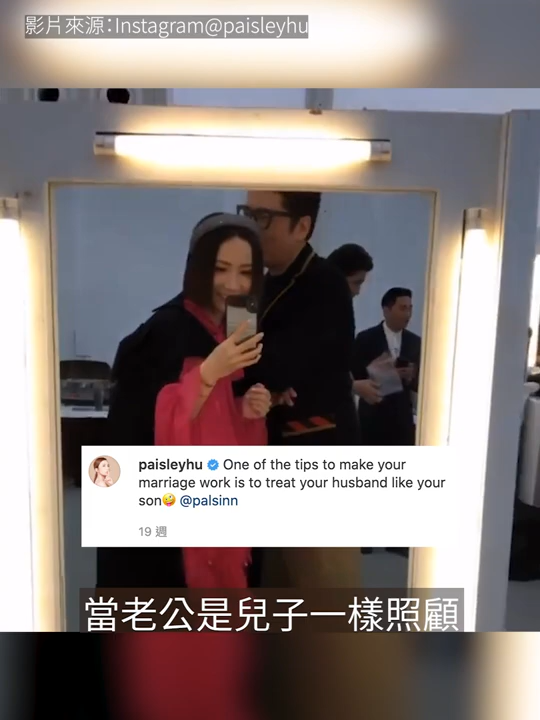 影片來源：Instagram@paisleyhu
paisleyhu One of the tips to make your
marriage work is to treat your husband like your
son🤪 @palsinn
19 週
當老公是兒子一樣照顧